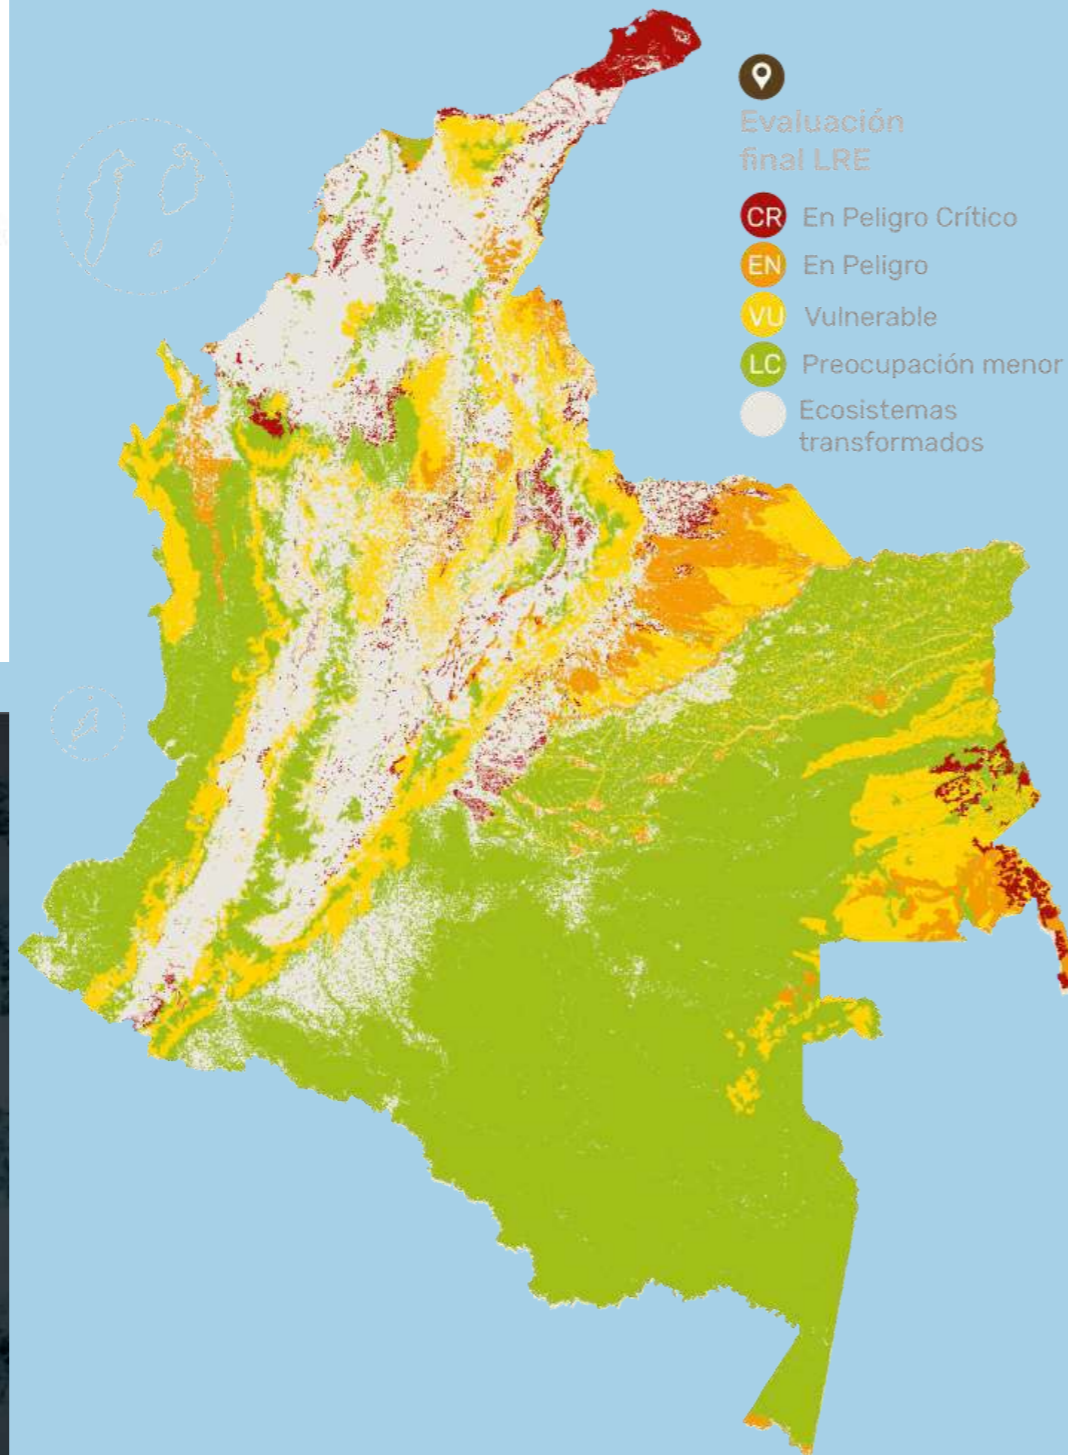 Evaluación
final LRE
CR En Peligro Crítico
EN En Peligro
VU Vulnerable
LC Preocupación menor
Ecosistemas
transformados